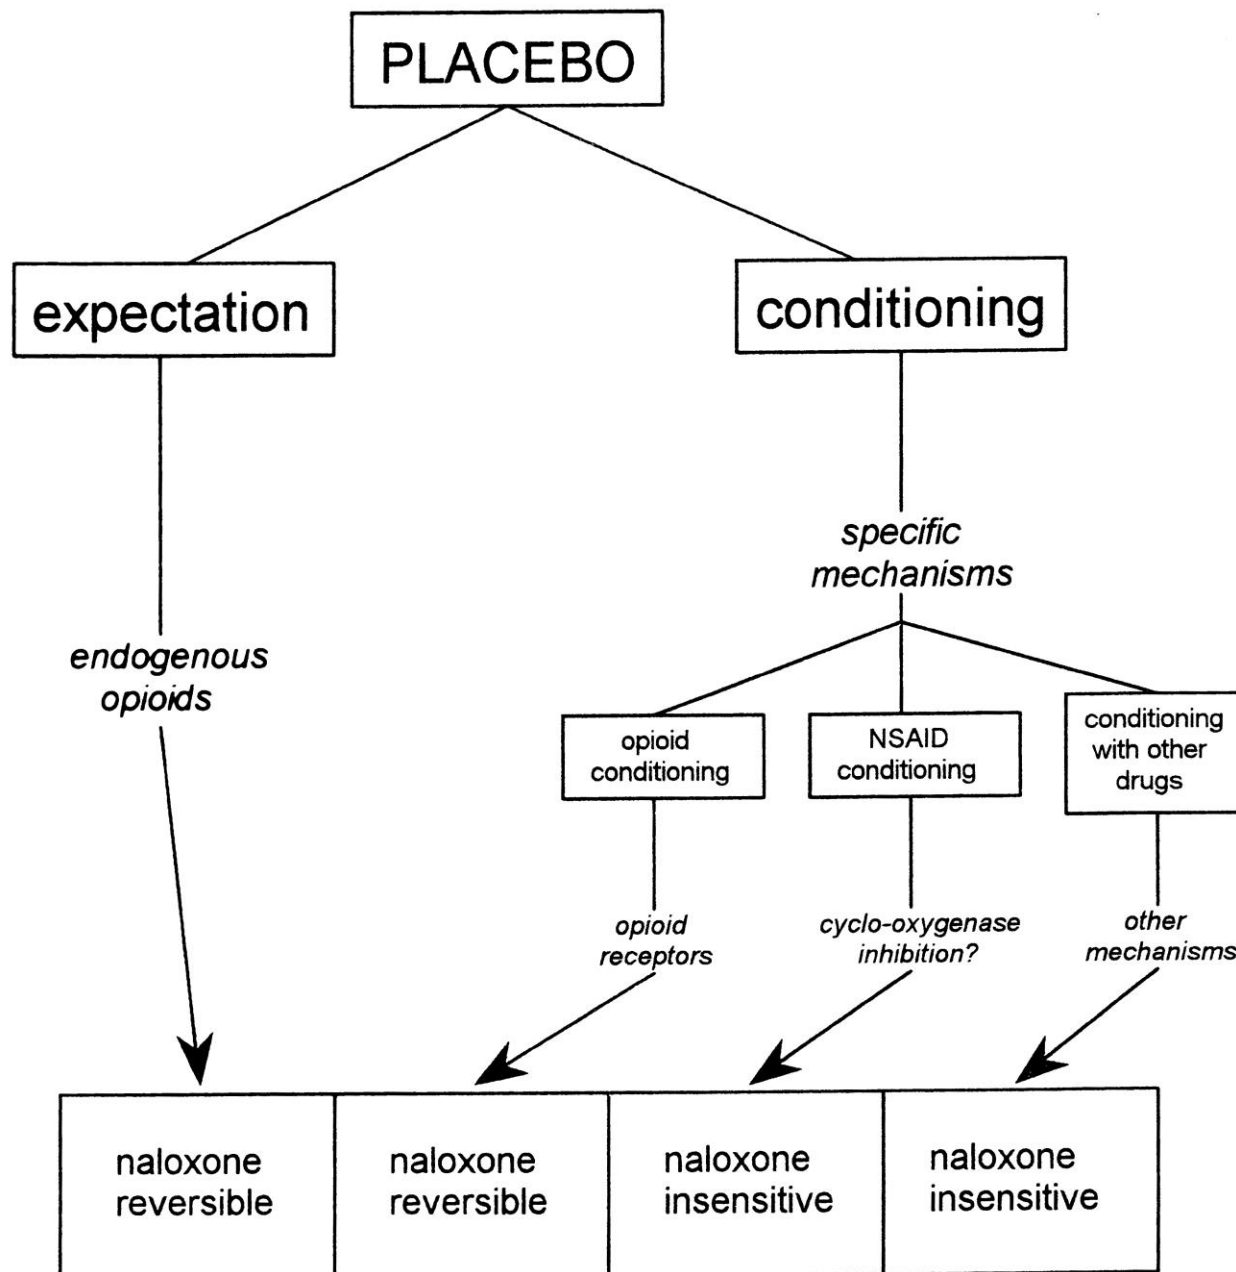 PLACEBO
expectation
conditioning
specific
mechanisms
endogenous
opioids
opioid
conditioning
NSAID
conditioning
conditioning
with other
drugs
opioid
receptors
cyclo-oxygenase
inhibition?
other
mechanisms
naloxone
reversible
naloxone
reversible
naloxone
insensitive
naloxone
insensitive